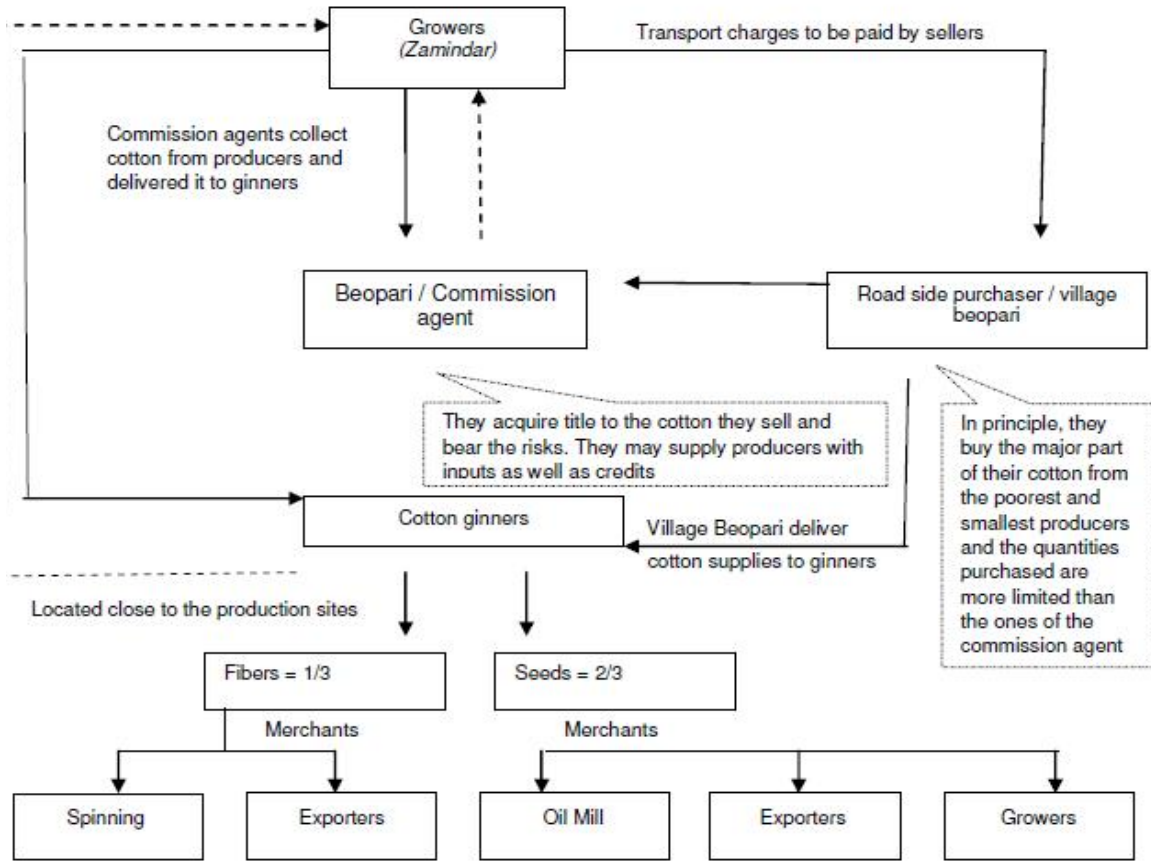 Growers
(Zamindar)
Transport charges to be paid by sellers
Commission agents collect
cotton from producers and
delivered it to ginners
Beopari / Commission
agent
Road side purchaser / village
beopari
They acquire title to the cotton they sell and
bear the risks. They may supply producers with
inputs as well as credits
In principle, they
buy the major part
of their cotton from
the poorest and
smallest producers
and the quantities
purchased are
more limited than
the ones of the
commission agent
Cotton ginners
Village Beopari deliver
cotton supplies to ginners
Located close to the production sites
Fibers = 1/3
Seeds = 2/3
Merchants
Merchants
Spinning
Exporters
Oil Mill
Exporters
Growers